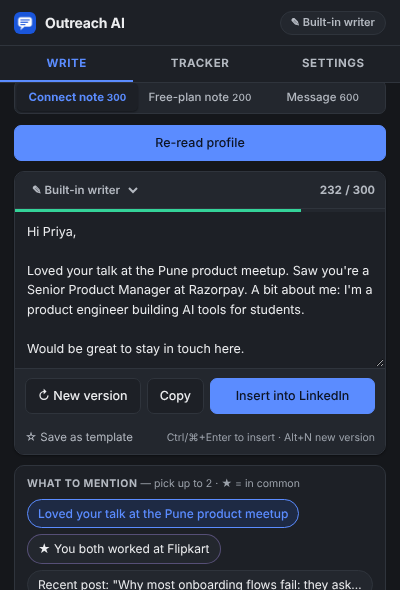 Outreach AI
✎ Built-in writer
WRITE
TRACKER
SETTINGS
Connect note 300
Free-plan note 200
Message 600
Re-read profile
✎ Built-in writer
232 / 300
Hi Priya,
Loved your talk at the Pune product meetup. Saw you're a
Senior Product Manager at Razorpay. A bit about me: I'm a
product engineer building AI tools for students.
Would be great to stay in touch here.
↻ New version
Copy
Insert into LinkedIn
☆ Save as template
Ctrl/⌘+Enter to insert · Alt+N new version
WHAT TO MENTION — pick up to 2 · ★ = in common
Loved your talk at the Pune product meetup
★ You both worked at Flipkart
Recent post: "Why most onboarding flows fail: they ask...